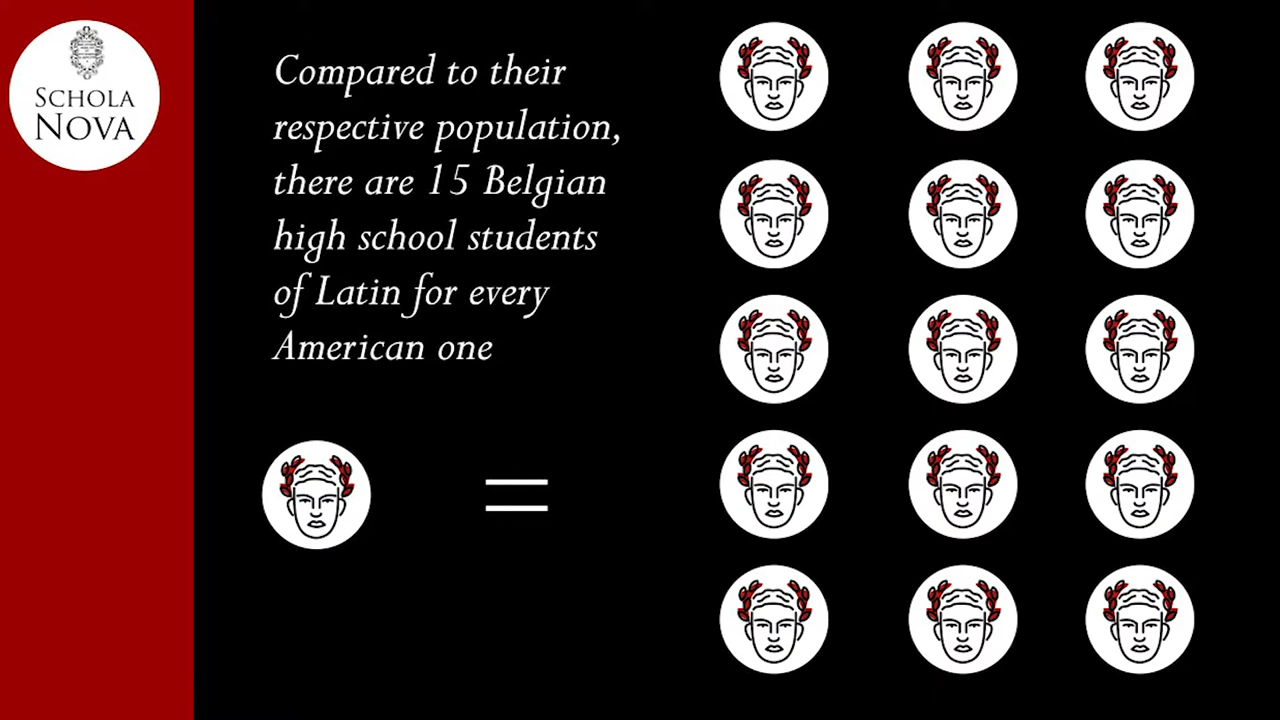 SCHOLA
NOVA
Compared to their
respective population,
there are 15 Belgian
high school students
of Latin for every
American one
=